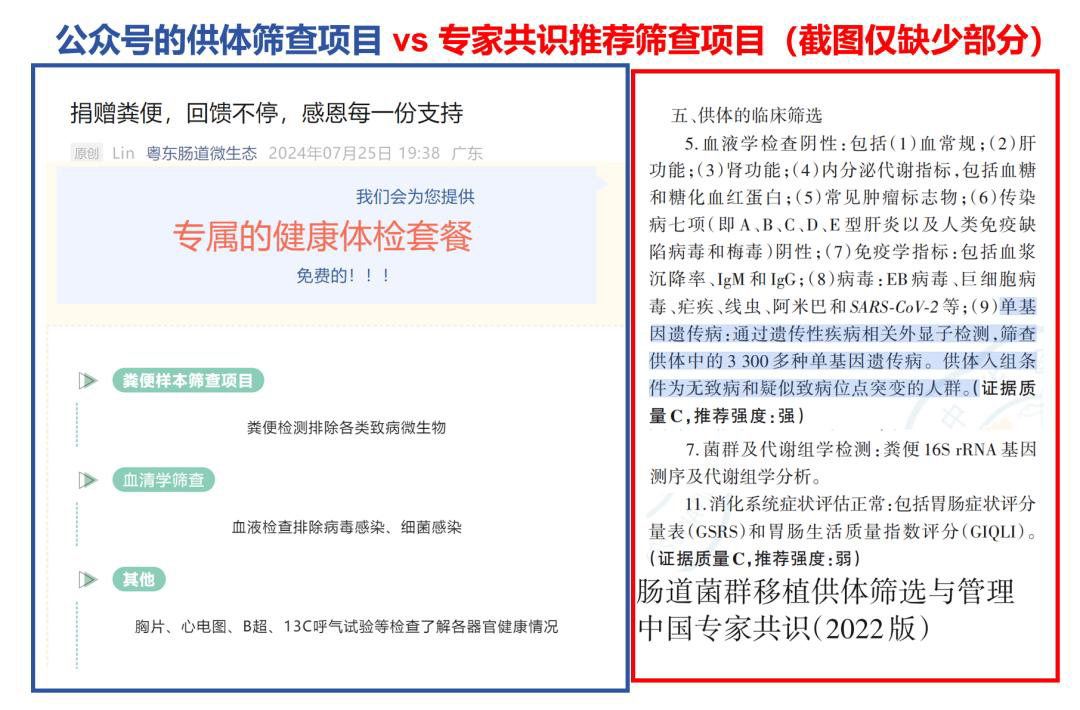 公众号的供体筛查项目 vs 专家共识推荐筛查项目（截图仅缺少部分）
捐赠粪便，回馈不停，感恩每一份支持
原创 Lin 粤东肠道微生态 2024年07月25日 19:38 广东
我们会为您提供
专属的健康体检套餐
免费的！！！
粪便样本筛查项目
粪便检测排除各类致病微生物
血清学筛查
血液检查排除病毒感染、细菌感染
其他
胸片、心电图、B超、13C呼气试验等检查了解各器官健康情况
五、供体的临床筛选
5.血液学检查阴性:包括(1)血常规;(2)肝
功能;(3)肾功能;(4)内分泌代谢指标,包括血糖
和糖化血红蛋白;(5)常见肿瘤标志物;(6)传染
病七项(即A、B、C、D、E型肝炎以及人类免疫缺
陷病毒和梅毒)阴性;(7)免疫学指标:包括血浆
沉降率、IgM和IgG;(8)病毒:EB病毒、巨细胞病
毒、疟疾、线虫、阿米巴和SARS-CoV-2等;(9)单基
因遗传病:通过遗传性疾病相关外显子检测,筛查
供体中的3 300多种单基因遗传病。供体入组条
件为无致病和疑似致病位点突变的人群。(证据质
量C,推荐强度:强)
7.菌群及代谢组学检测:粪便16S rRNA基因
测序及代谢组学分析。
11.消化系统症状评估正常:包括胃肠症状评分
量表(GSRS)和胃肠生活质量指数评分(GIQLI)。
(证据质量C,推荐强度:弱)
肠道菌群移植供体筛选与管理
中国专家共识(2022版)